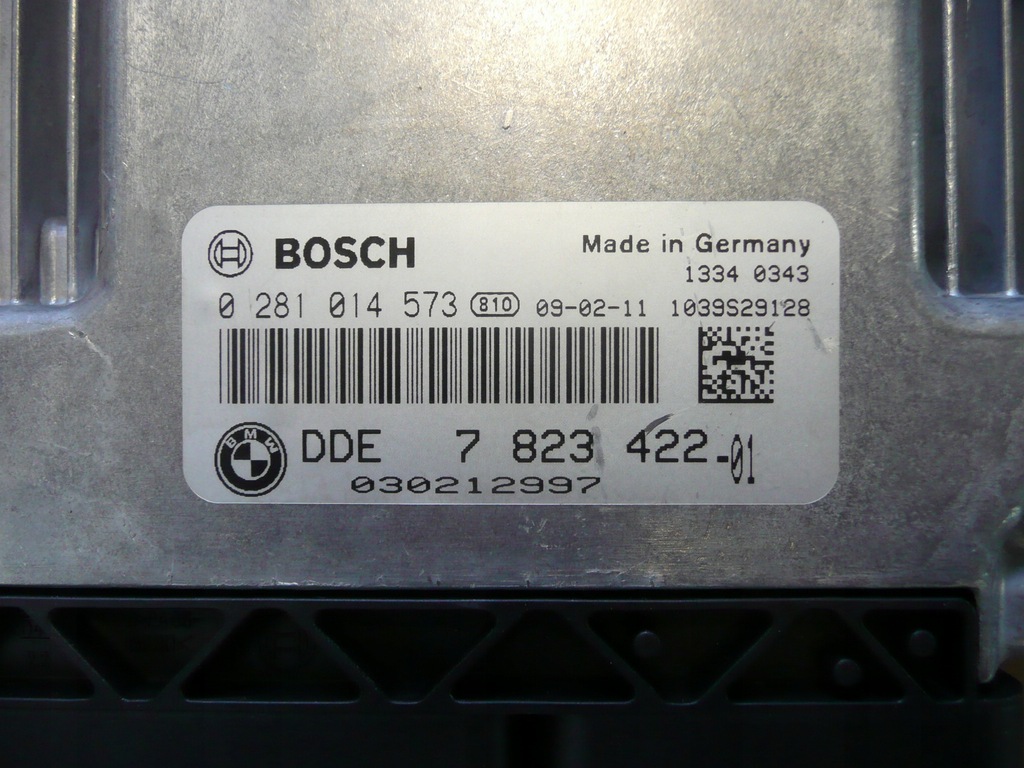 BOSCH
Made in Germany
1334 0343
0 281 014 573 810 09-02-11 1039S29128
BMW
DDE 7 823 422-01
030212997